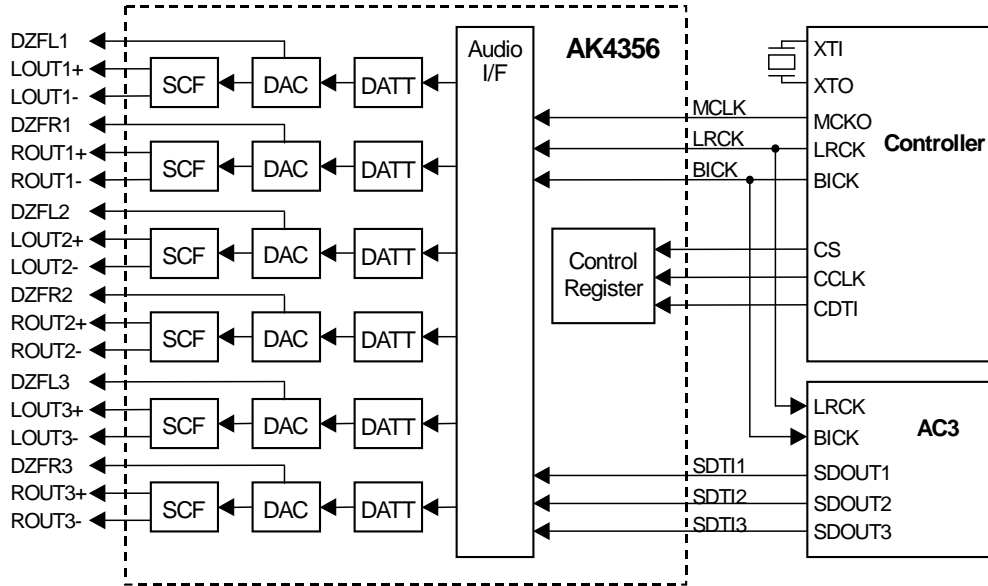 DZFL1
LOUT1+
LOUT1-
DZFR1
ROUT1+
ROUT1-
DZFL2
LOUT2+
LOUT2-
DZFR2
ROUT2+
ROUT2-
DZFL3
LOUT3+
LOUT3-
DZFR3
ROUT3+
ROUT3-
SCF DAC DATT
SCF DAC DATT
SCF DAC DATT
SCF DAC DATT
SCF DAC DATT
SCF DAC DATT
Audio
I/F
AK4356
Control
Register
MCLK
LRCK
BICK
SDTI1
SDTI2
SDTI3
XTI
XTO
MCKO
LRCK
BICK
Controller
CS
CCLK
CDTI
LRCK
BICK
AC3
SDOUT1
SDOUT2
SDOUT3